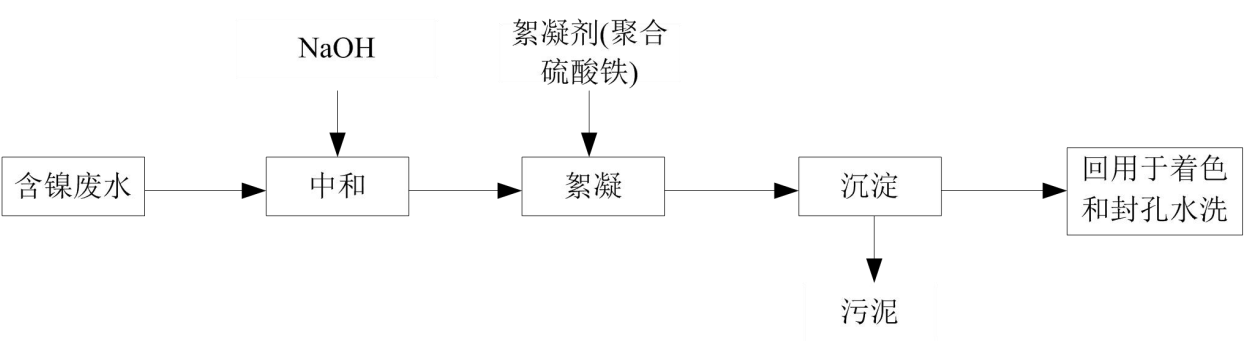 NaOH
絮凝剂(聚合
硫酸铁)
含镍废水
中和
絮凝
沉淀
回用于着色
和封孔水洗
污泥